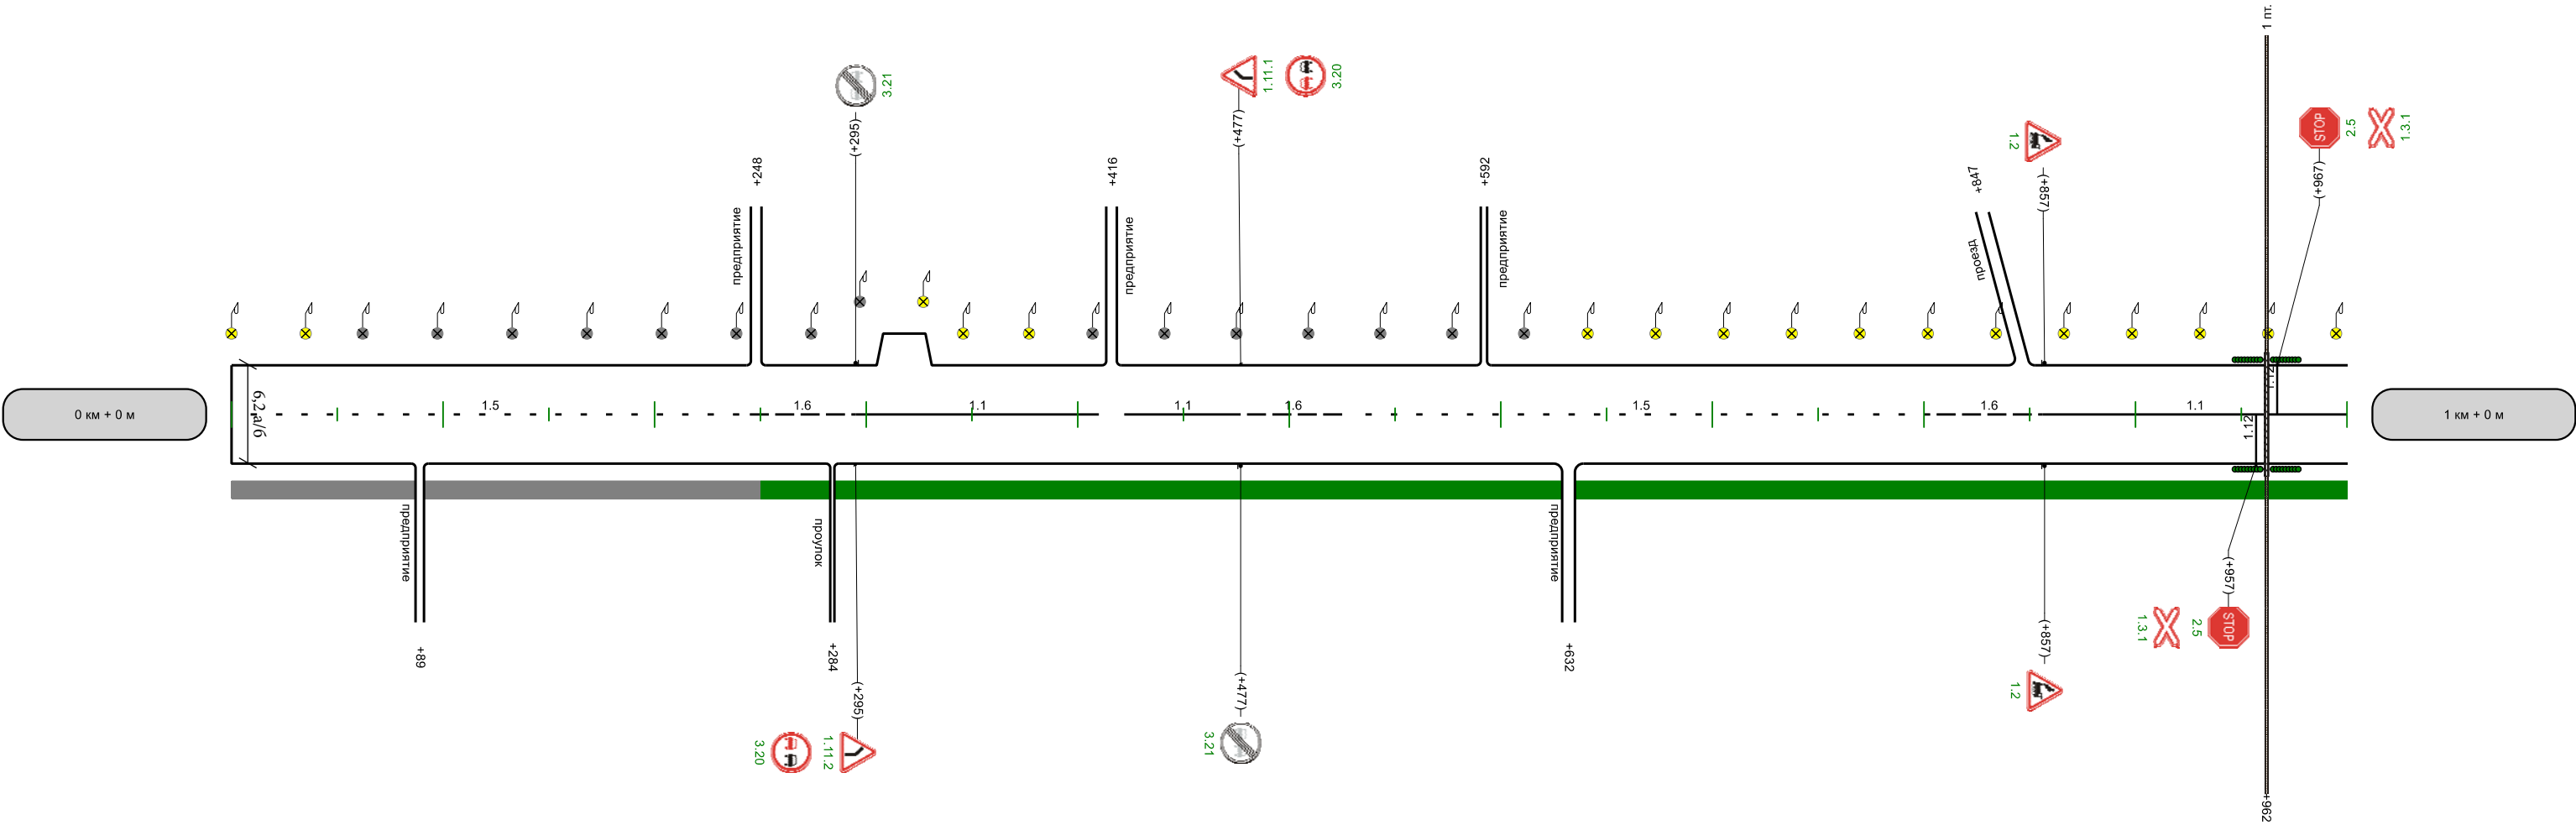 1 пт.
3.21
1.11.1
3.20
(+295)
(+477)
1.2
(+857)
STOP
2.5
1.3.1
(+967)
+248
+416
+592
+847
предприятие
предприятие
предприятие
проезд
0 км + 0 м
6,2 а/б
1.5
1.6
1.1
1.1
1.6
1.5
1.6
1.1
1.12
1.12
1 км + 0 м
предприятие
проулок
предприятие
+89
+284
+632
(+295)
(+477)
(+857)
(+957)
3.20
1.11.2
3.21
1.2
1.3.1
2.5
STOP
+962